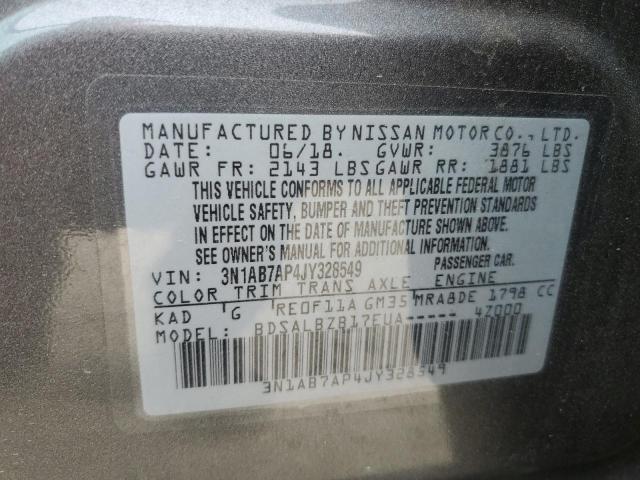 MANUFACTURED BY NISSAN MOTOR CO., LTD.
DATE: 06/18. GVWR: 3876 LBS
GAWR FR: 2143 LBS GAWR RR: 1881 LBS
THIS VEHICLE CONFORMS TO ALL APPLICABLE FEDERAL MOTOR
VEHICLE SAFETY, BUMPER AND THEFT PREVENTION STANDARDS
IN EFFECT ON THE DATE OF MANUFACTURE SHOWN ABOVE.
SEE OWNER'S MANUAL FOR ADDITIONAL INFORMATION.
VIN: 3N1AB7AP4JY328549 PASSENGER CAR.
COLOR TRIM TRANS AXLE ENGINE
KAD G RE0F11A GM35 MRA8DE 1798 CC
MODEL: BDSALBZB17EUA----- 4Z000
3N1AB7AP4JY328549